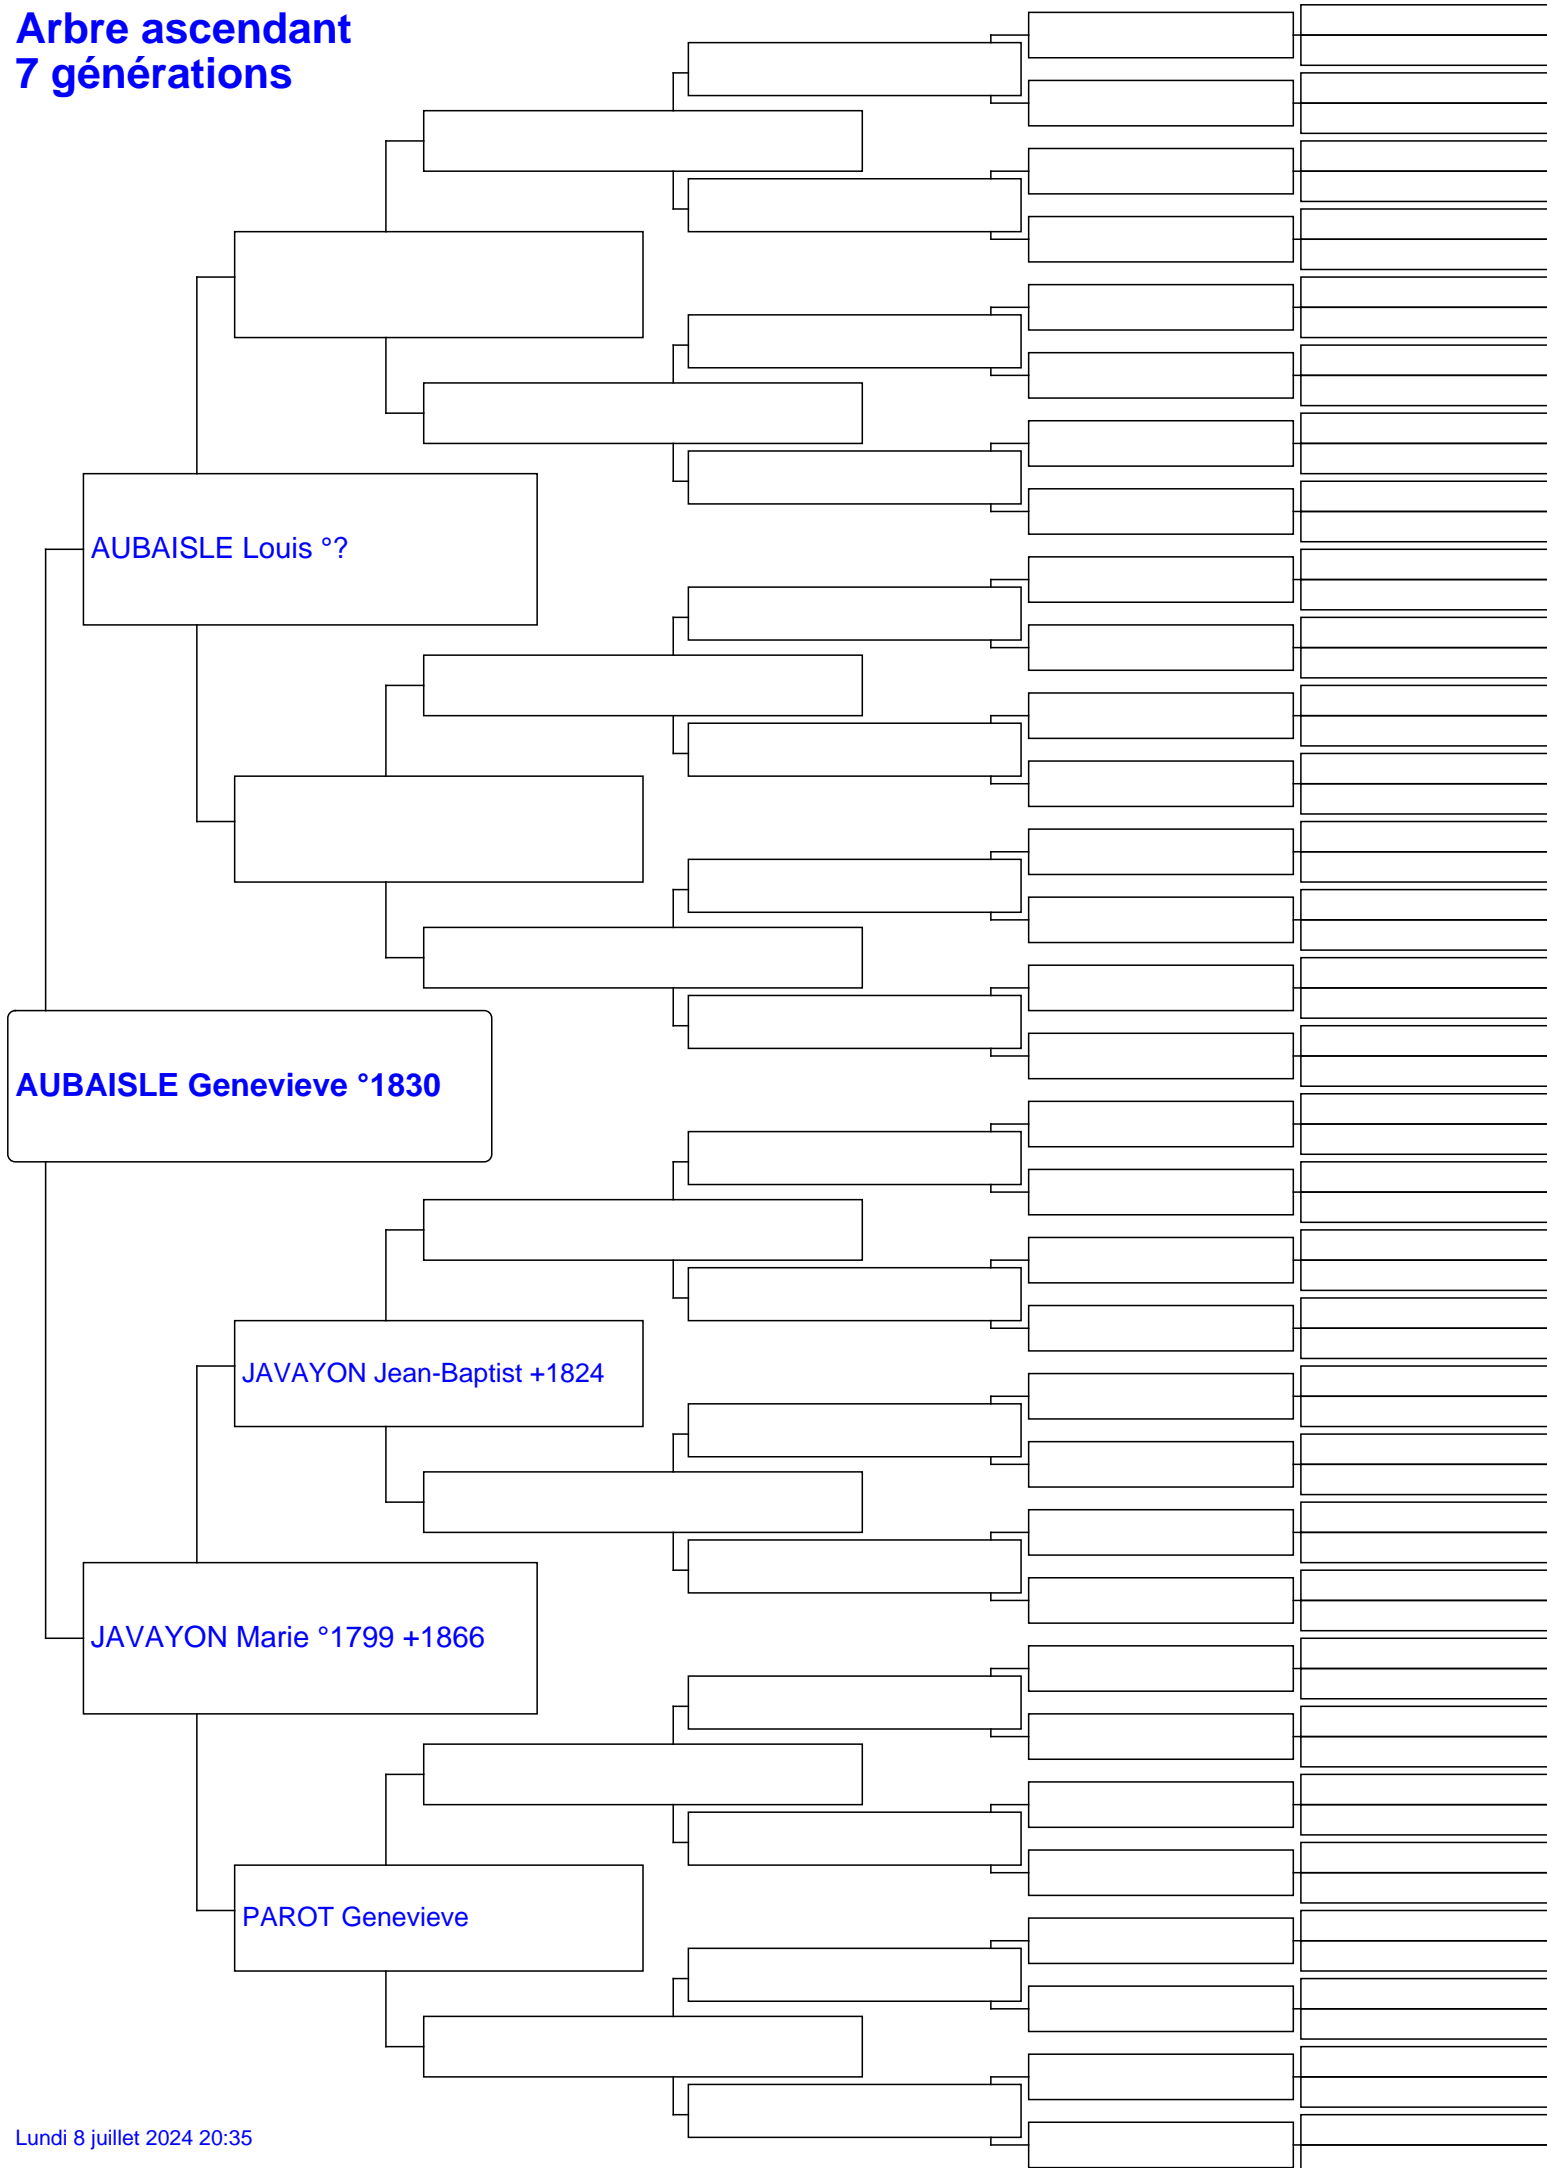 Arbre ascendant
7 générations
AUBAISLE Louis °?
AUBAISLE Genevieve °1830
JAVAYON Jean-Baptist +1824
JAVAYON Marie °1799 +1866
PAROT Genevieve
Lundi 8 juillet 2024 20:35